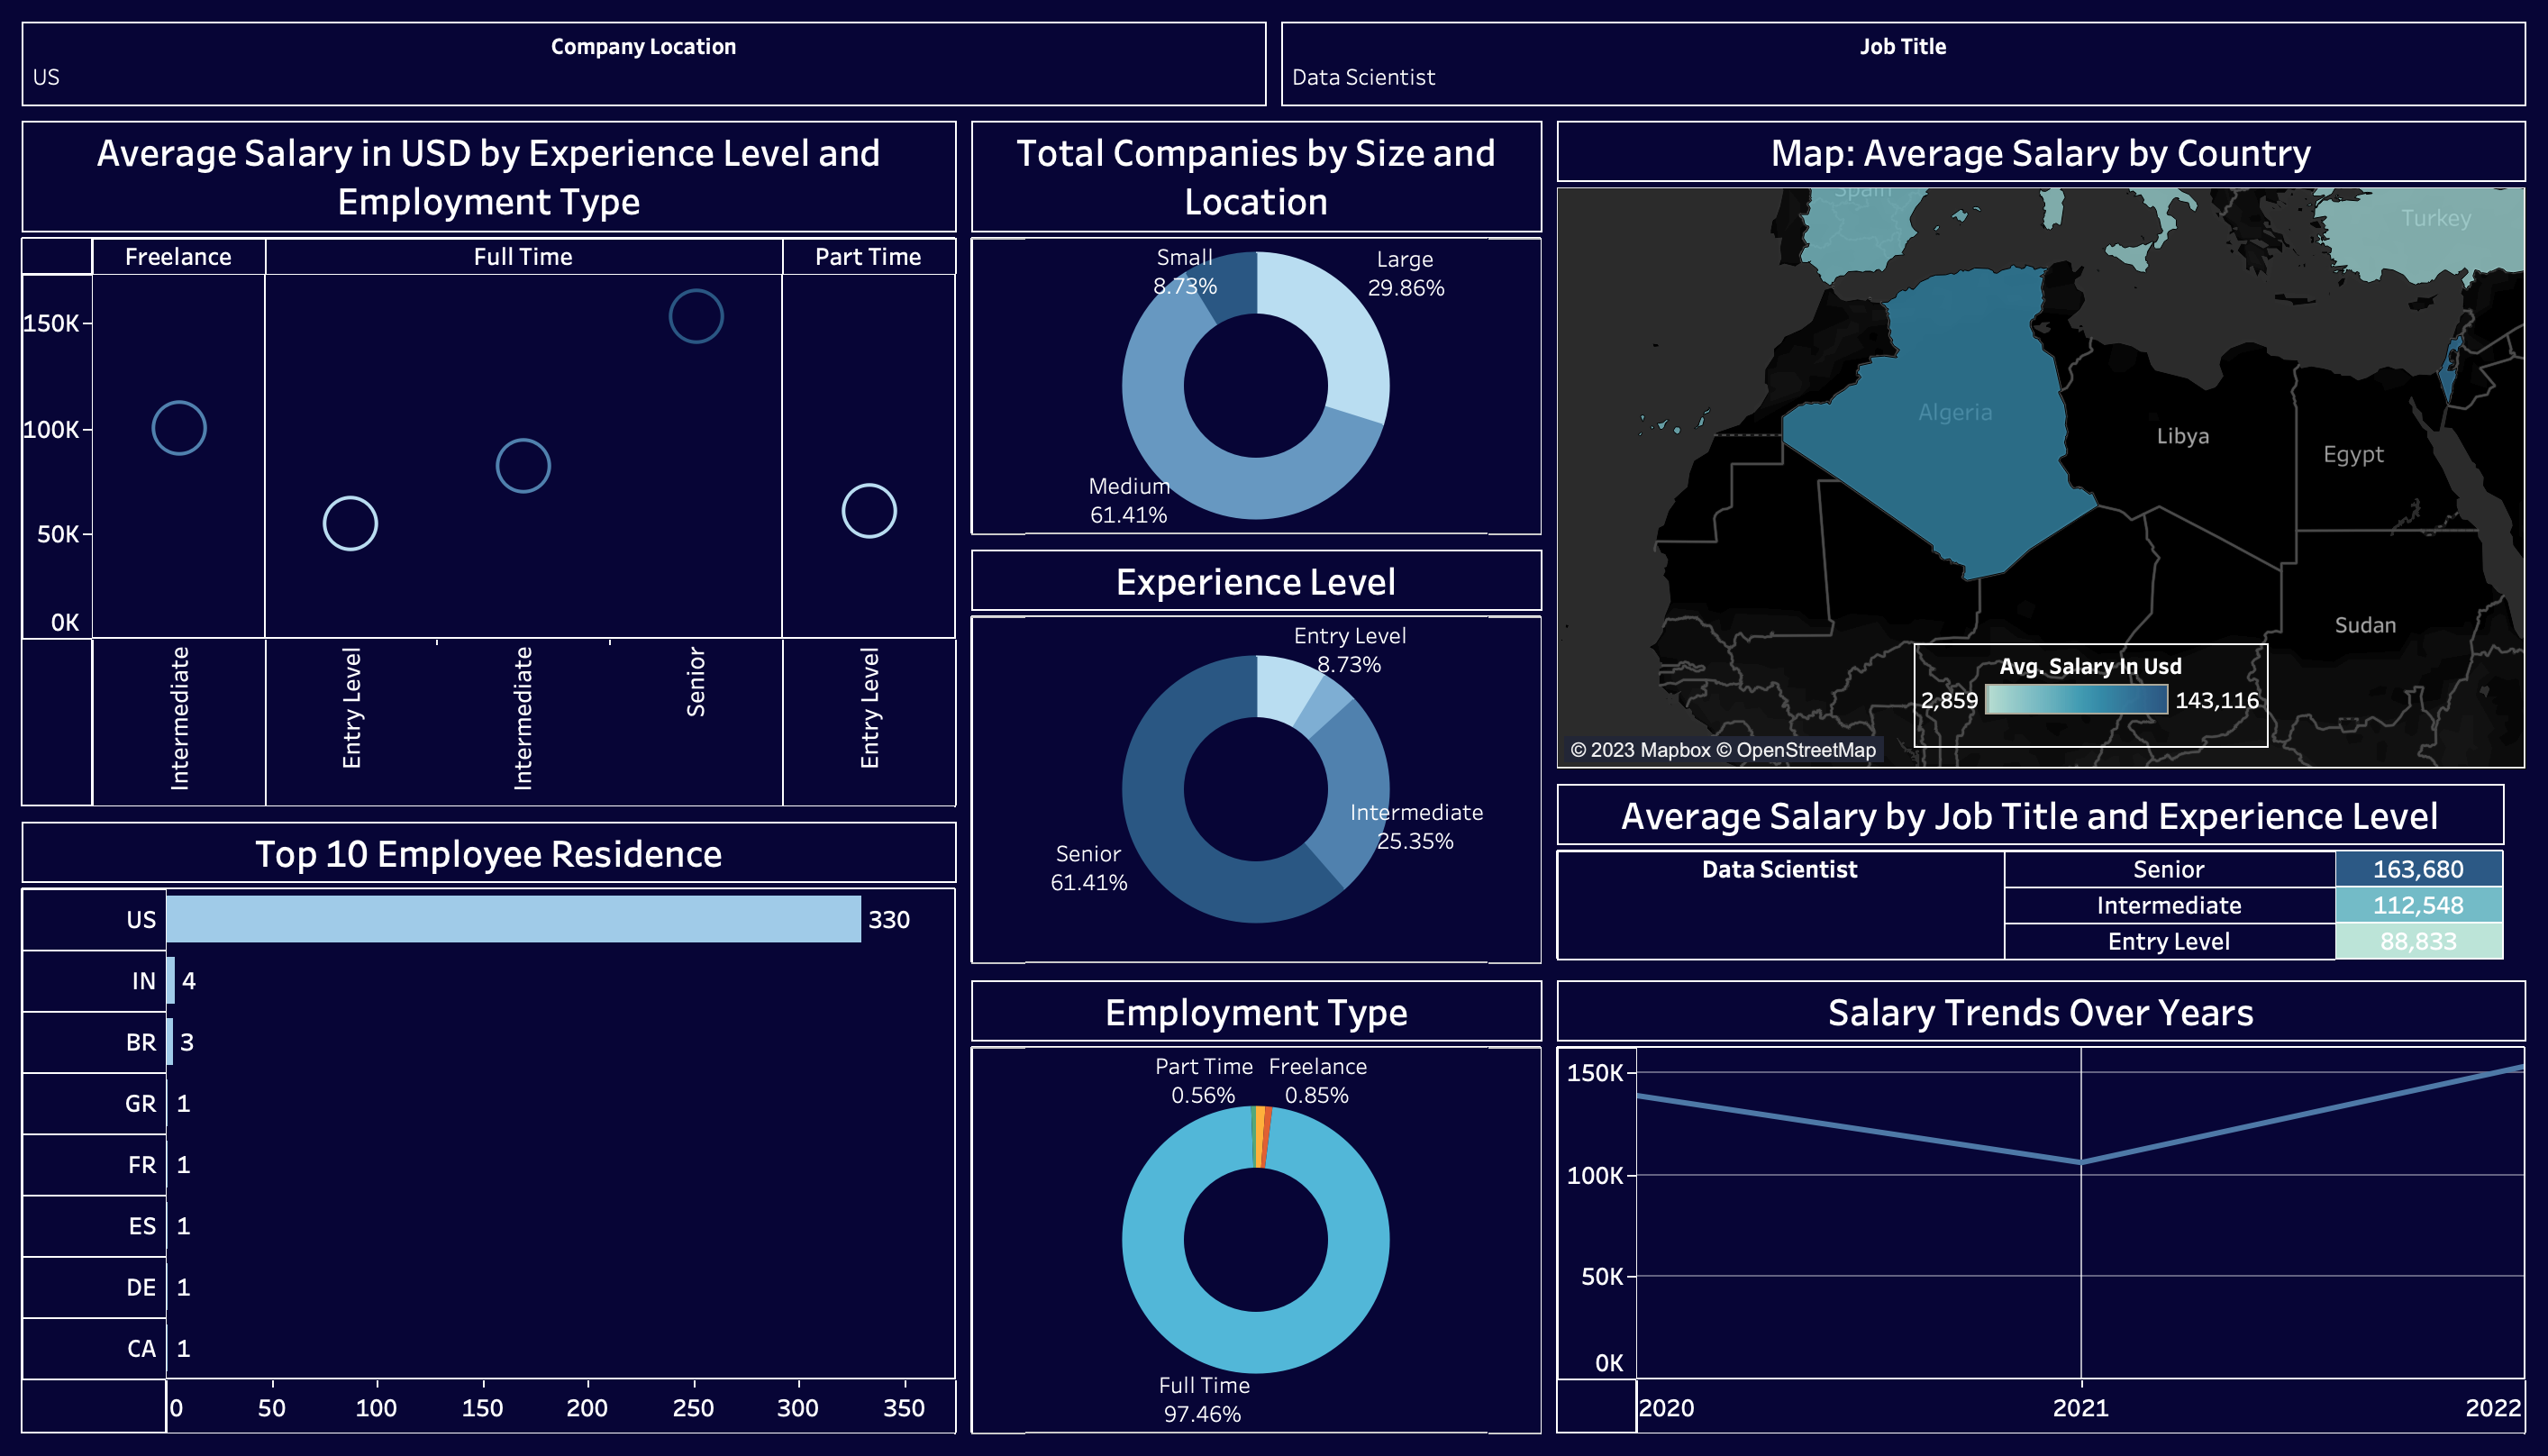 Company Location
US
Job Title
Data Scientist
Average Salary in USD by Experience Level and
Employment Type
Freelance
Full Time
Part Time
150K
100K
50K
0K
Intermediate
Entry Level
Intermediate
Senior
Entry Level
Top 10 Employee Residence
US
330
IN
4
BR
3
GR
1
FR
1
ES
1
DE
1
CA
1
0
50
100
150
200
250
300
350
Total Companies by Size and
Location
Small
8.73%
Large
29.86%
Medium
61.41%
Experience Level
Entry Level
8.73%
Intermediate
25.35%
Senior
61.41%
Employment Type
Part Time
0.56%
Freelance
0.85%
Full Time
97.46%
Map: Average Salary by Country
Spain
Turkey
Algeria
Libya
Egypt
Sudan
Avg. Salary In Usd
2,859
143,116
© 2023 Mapbox © OpenStreetMap
Average Salary by Job Title and Experience Level
Data Scientist
Senior
163,680
Intermediate
112,548
Entry Level
88,833
Salary Trends Over Years
150K
100K
50K
0K
2020
2021
2022